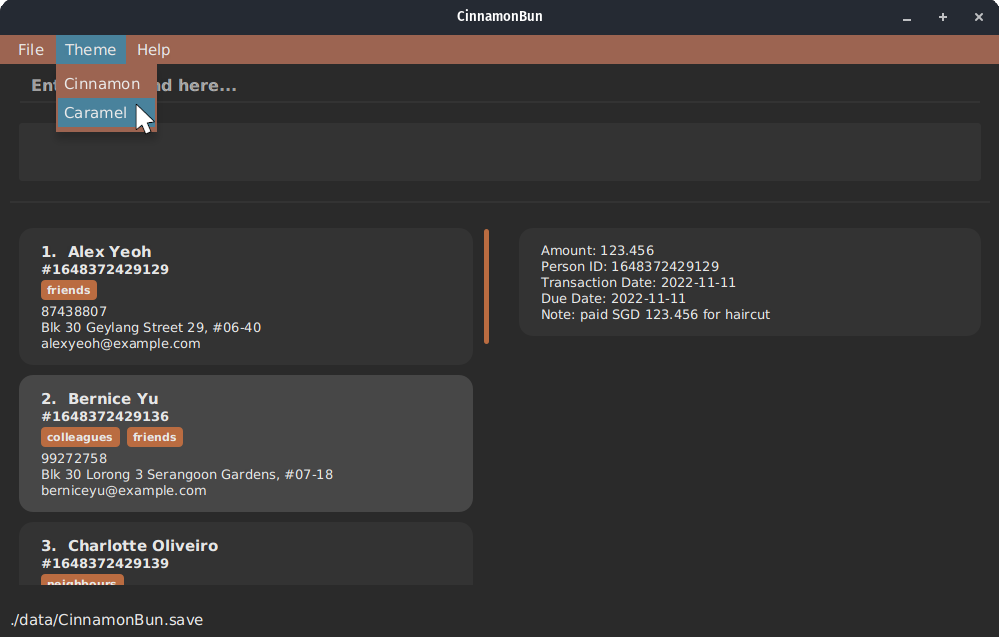 CinnamonBun
File Theme Help
Cinnamon
Caramel
here...
1. Alex Yeoh
#1648372429129
friends
87438807
Blk 30 Geylang Street 29, #06-40
alexyeoh@example.com
2. Bernice Yu
#1648372429136
colleagues friends
99272758
Blk 30 Lorong 3 Serangoon Gardens, #07-18
berniceyu@example.com
3. Charlotte Oliveiro
#1648372429139
neighbours
Amount: 123.456
Person ID: 1648372429129
Transaction Date: 2022-11-11
Due Date: 2022-11-11
Note: paid SGD 123.456 for haircut
./data/CinnamonBun.save